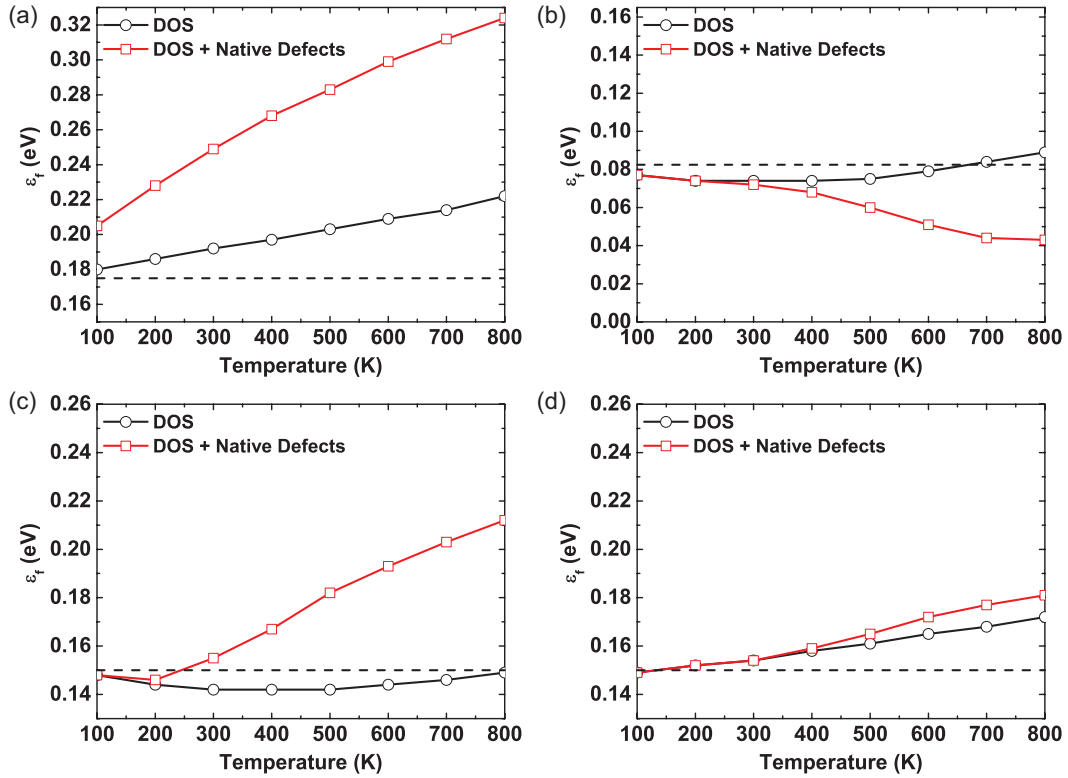 (a)
DOS
DOS + Native Defects
0.32
0.30
0.28
0.26
0.24
0.22
0.20
0.18
0.16
εf (eV)
100 200 300 400 500 600 700 800
Temperature (K)
(b)
DOS
DOS + Native Defects
0.16
0.14
0.12
0.10
0.08
0.06
0.04
0.02
0.00
εf (eV)
100 200 300 400 500 600 700 800
Temperature (K)
(c)
DOS
DOS + Native Defects
0.26
0.24
0.22
0.20
0.18
0.16
0.14
εf (eV)
100 200 300 400 500 600 700 800
Temperature (K)
(d)
DOS
DOS + Native Defects
0.26
0.24
0.22
0.20
0.18
0.16
0.14
εf (eV)
100 200 300 400 500 600 700 800
Temperature (K)